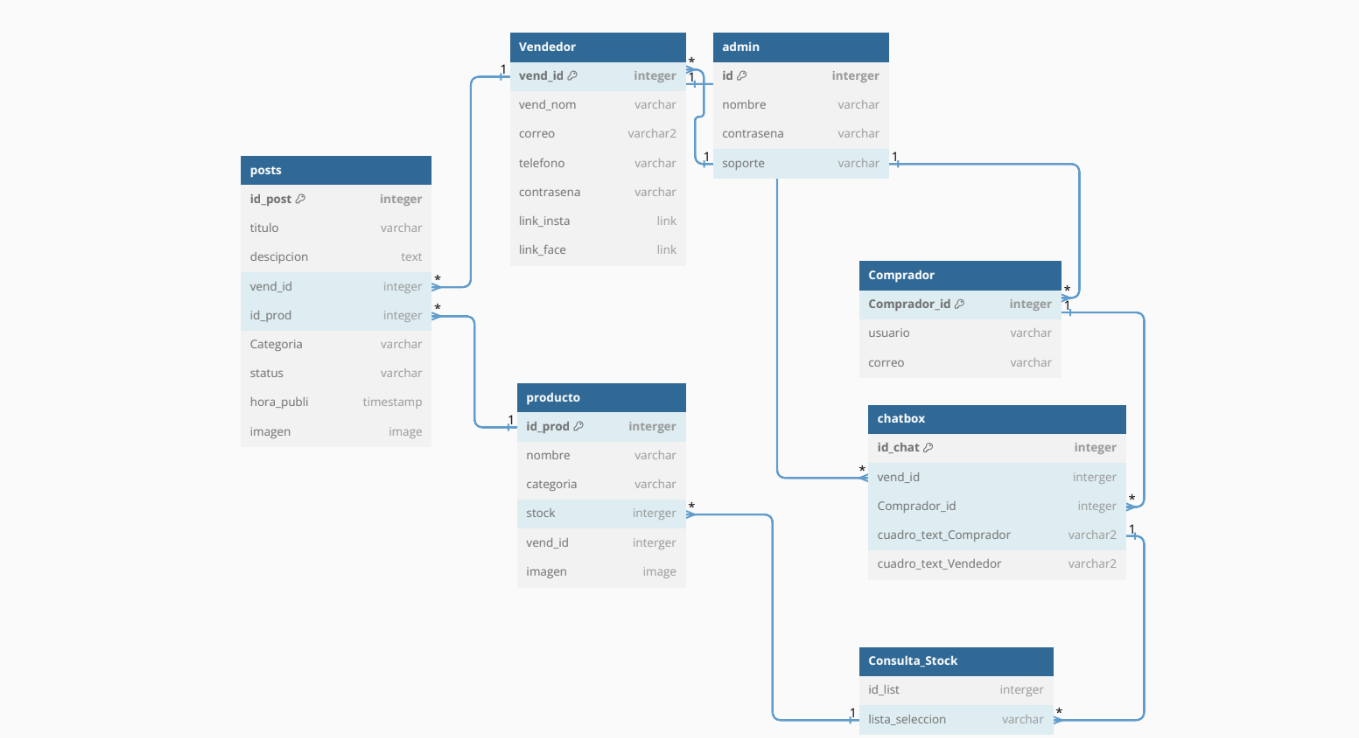 Vendedor
vend_id integer
vend_nom varchar
correo varchar2
telefono varchar
contrasena varchar
link_insta link
link_face link
admin
id interger
nombre varchar
contrasena varchar
soporte varchar
posts
id_post integer
titulo varchar
descipcion text
vend_id integer
id_prod integer
Categoria varchar
status varchar
hora_publi timestamp
imagen image
Comprador
Comprador_id integer
usuario varchar
correo varchar
producto
id_prod interger
nombre varchar
categoria varchar
stock interger
vend_id interger
imagen image
chatbox
id_chat integer
vend_id interger
Comprador_id integer
cuadro_text_Comprador varchar2
cuadro_text_Vendedor varchar2
Consulta_Stock
id_list interger
lista_seleccion varchar
1
*
1
1
1
*
*
*
1
1
*
*
1
*
1
*